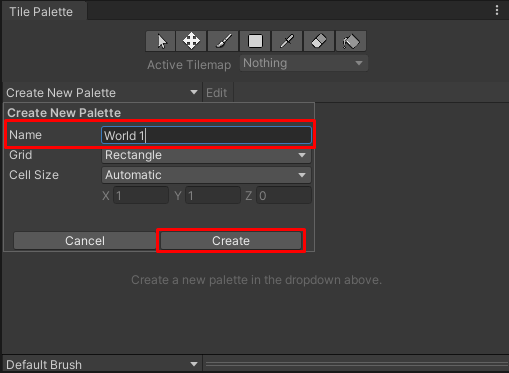 Tile Palette
Active Tilemap Nothing
Create New Palette Edit
Create New Palette
Name World 1
Grid Rectangle
Cell Size Automatic
X 1 Y 1 Z 0
Cancel Create
Create a new palette in the dropdown above.
Default Brush